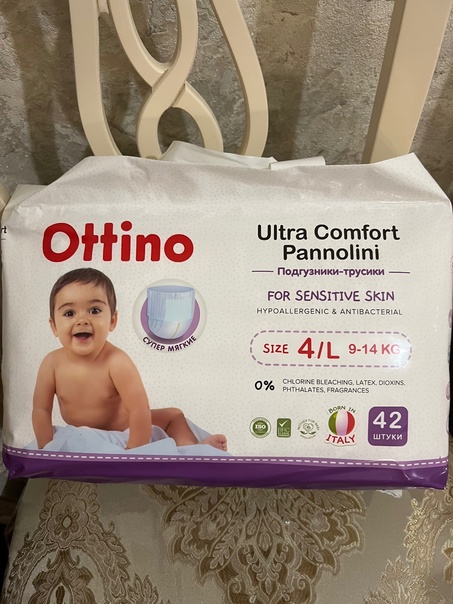 Ottino
Ultra Comfort
Pannolini
Подгузники-трусики
FOR SENSITIVE SKIN
HYPOALLERGENIC & ANTIBACTERIAL
СУПЕР МЯГКИЕ
SIZE 4/L 9-14 KG
0% CHLORINE BLEACHING, LATEX, DIOXINS,
PHTHALATES, FRAGRANCES
ISO
BORN IN
ITALY
42
ШТУКИ